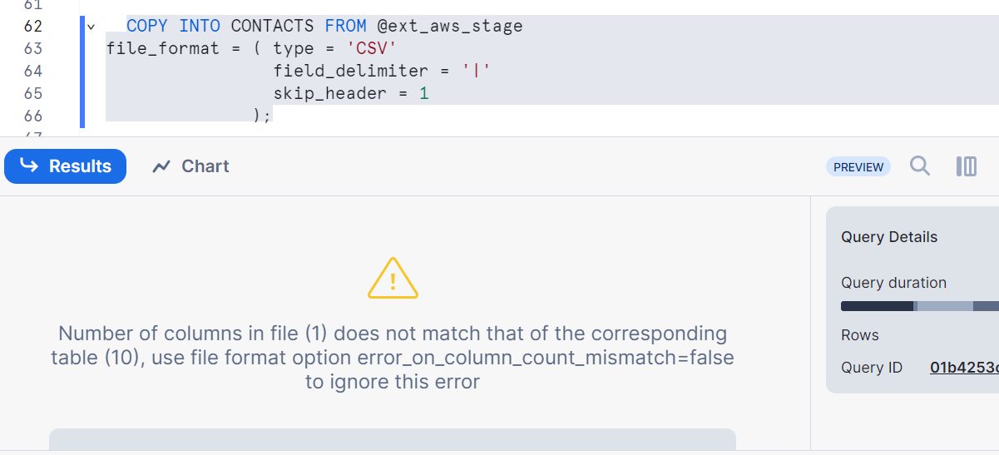 61
62 COPY INTO CONTACTS FROM @ext_aws_stage
63 file_format = ( type = 'CSV'
64 field_delimiter = '|'
65 skip_header = 1
66 );
67
Results
Chart
PREVIEW
Number of columns in file (1) does not match that of the corresponding
table (10), use file format option error_on_column_count_mismatch=false
to ignore this error
Query Details
Query duration
Rows
Query ID 01b4253c